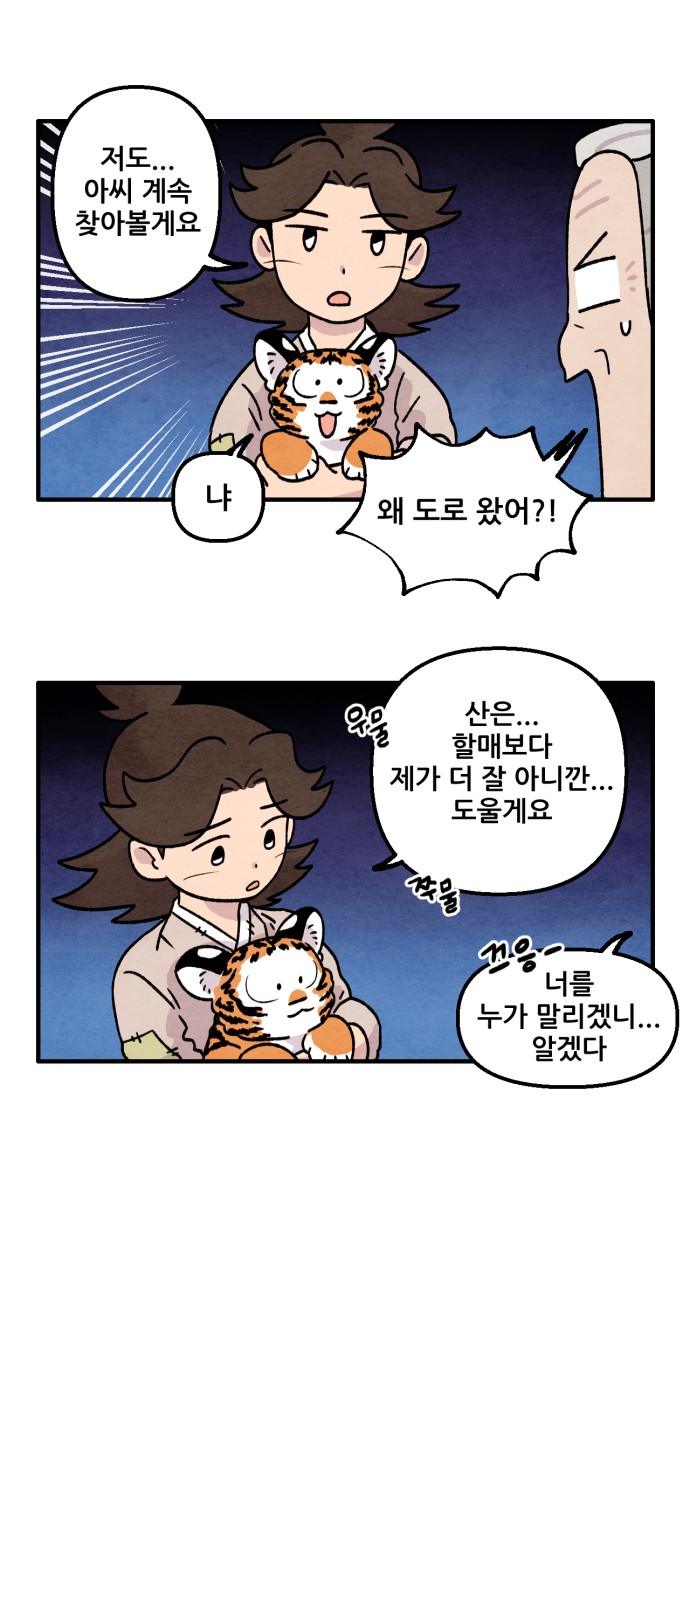 저도...
아씨 계속
찾아볼게요
냐
왜 도로 왔어?!
우물
산은...
할매보다
제가 더 잘 아니깐...
도울게요
쭈물
끄응-
너를
누가 말리겠니...
알겠다